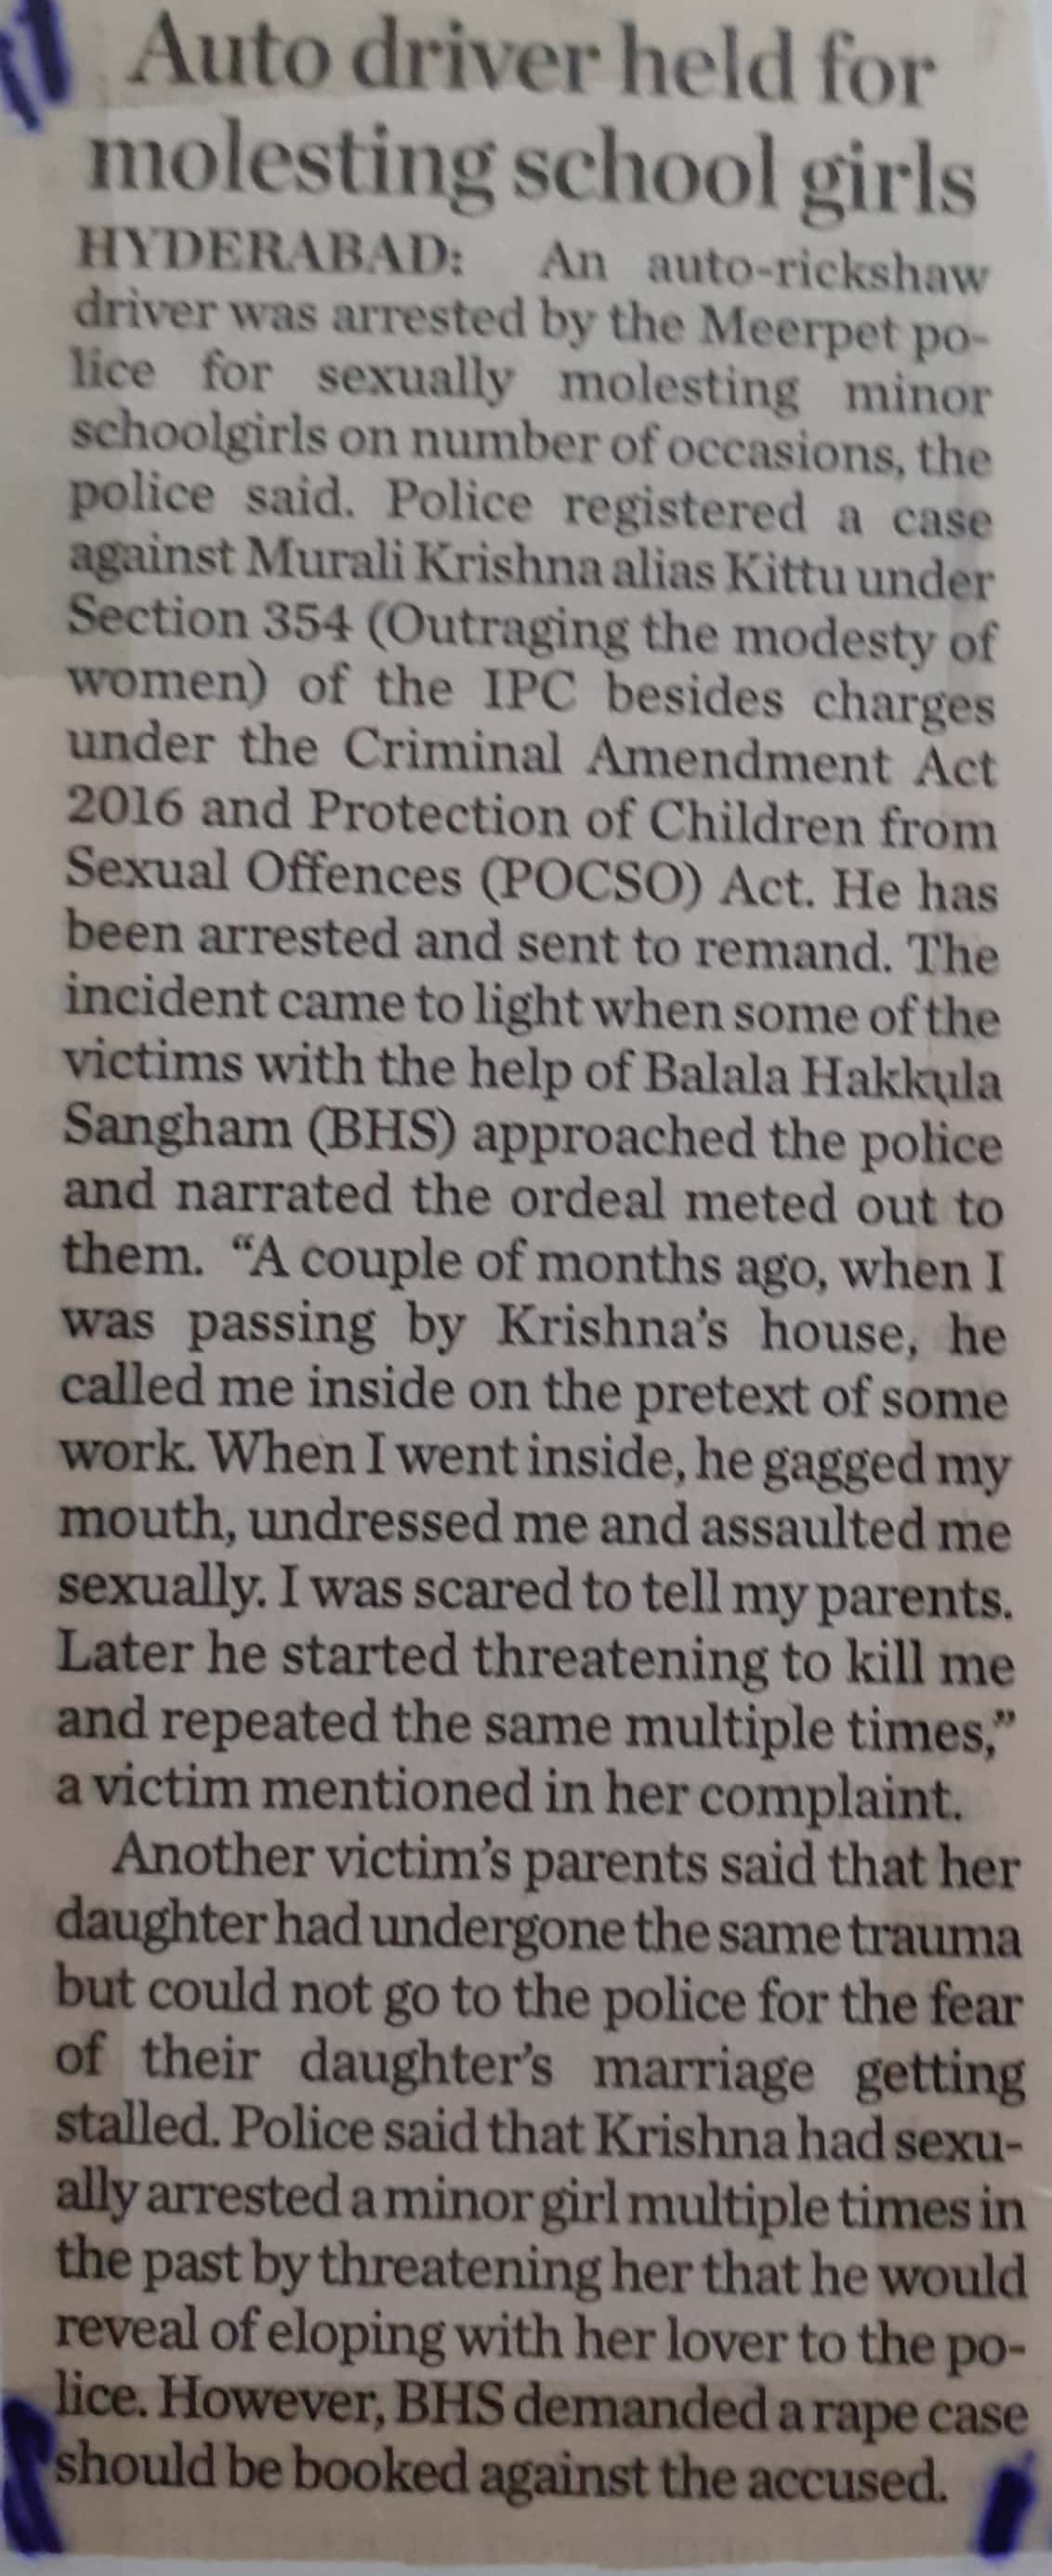 Auto driver held for
molesting school girls
HYDERABAD: An auto-rickshaw
driver was arrested by the Meerpet po-
lice for sexually molesting minor
schoolgirls on number of occasions, the
police said. Police registered a case
against Murali Krishna alias Kittu under
Section 354 (Outraging the modesty of
women) of the IPC besides charges
under the Criminal Amendment Act
2016 and Protection of Children from
Sexual Offences (POCSO) Act. He has
been arrested and sent to remand. The
incident came to light when some of the
victims with the help of Balala Hakkula
Sangham (BHS) approached the police
and narrated the ordeal meted out to
them. “A couple of months ago, when I
was passing by Krishna’s house, he
called me inside on the pretext of some
work. When I went inside, he gagged my
mouth, undressed me and assaulted me
sexually. I was scared to tell my parents.
Later he started threatening to kill me
and repeated the same multiple times,”
a victim mentioned in her complaint.
Another victim’s parents said that her
daughter had undergone the same trauma
but could not go to the police for the fear
of their daughter’s marriage getting
stalled. Police said that Krishna had sexu-
ally arrested a minor girl multiple times in
the past by threatening her that he would
reveal of eloping with her lover to the po-
lice. However, BHS demanded a rape case
should be booked against the accused.